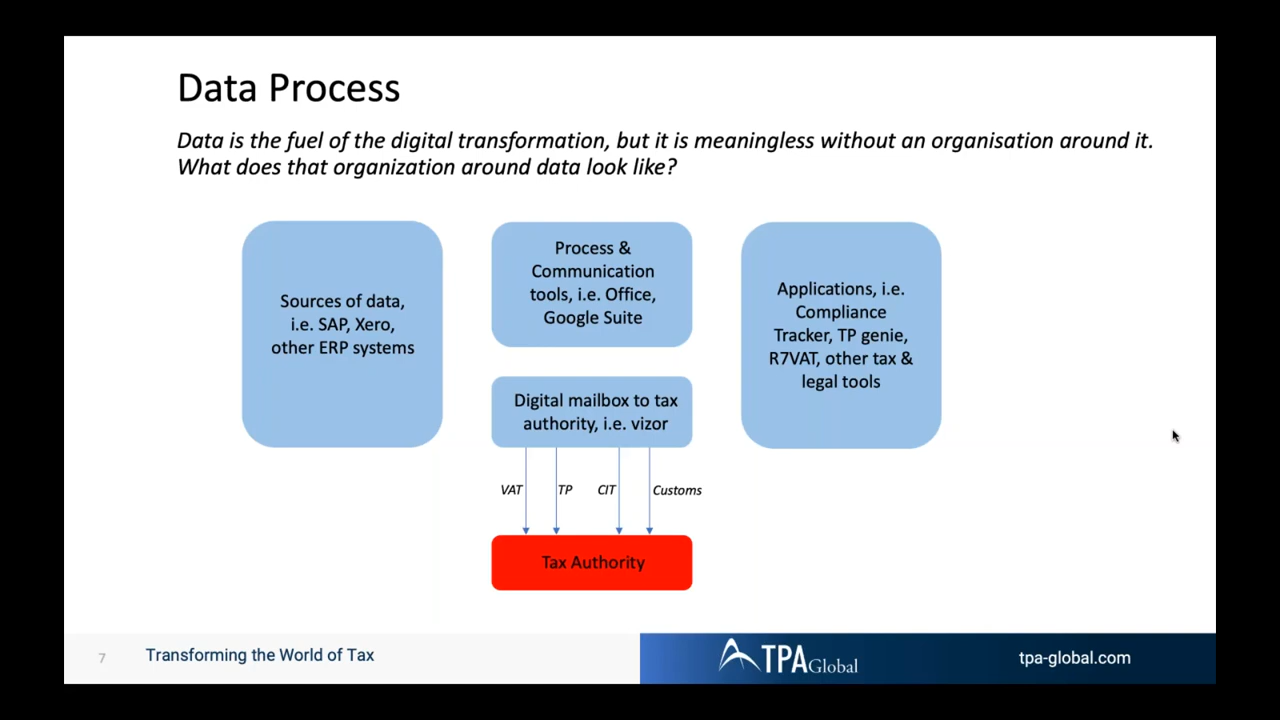 Data Process
Data is the fuel of the digital transformation, but it is meaningless without an organisation around it.
What does that organization around data look like?
Sources of data,
i.e. SAP, Xero,
other ERP systems
Process &
Communication
tools, i.e. Office,
Google Suite
Applications, i.e.
Compliance
Tracker, TP genie,
R7VAT, other tax &
legal tools
Digital mailbox to tax
authority, i.e. vizor
VAT TP CIT Customs
Tax Authority
7 Transforming the World of Tax
TPA Global
tpa-global.com